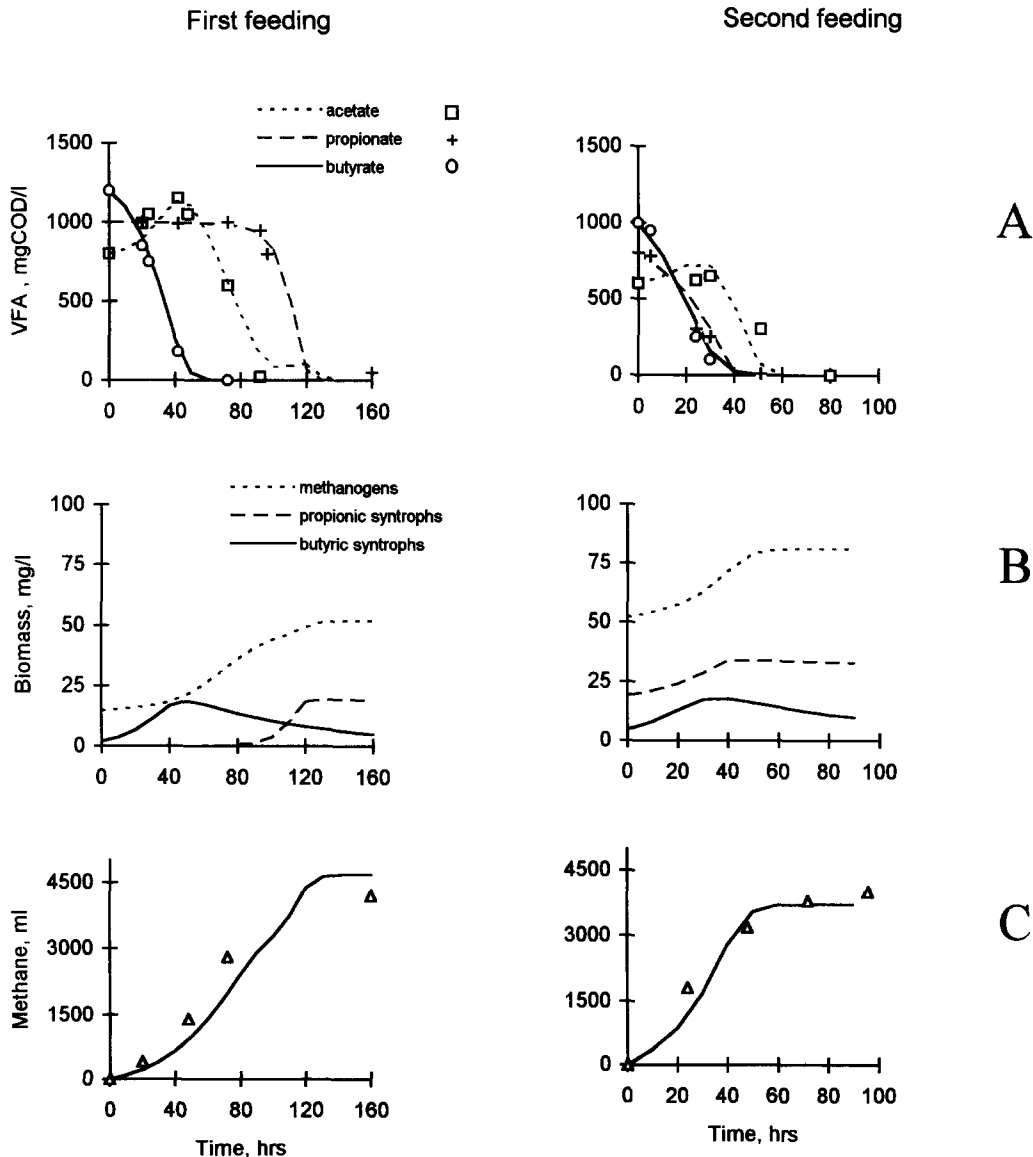 First feeding
Second feeding
acetate
propionate
butyrate
VFA , mgCOD/l
1500
1000
500
0
0 40 80 120 160
1500
1000
500
0
0 20 40 60 80 100
A
methanogens
propionic syntrophs
butyric syntrophs
Biomass, mg/l
100
75
50
25
0
0 40 80 120 160
100
75
50
25
0
0 20 40 60 80 100
B
Methane, ml
4500
3000
1500
0
0 40 80 120 160
Time, hrs
4500
3000
1500
0
0 20 40 60 80 100
Time, hrs
C